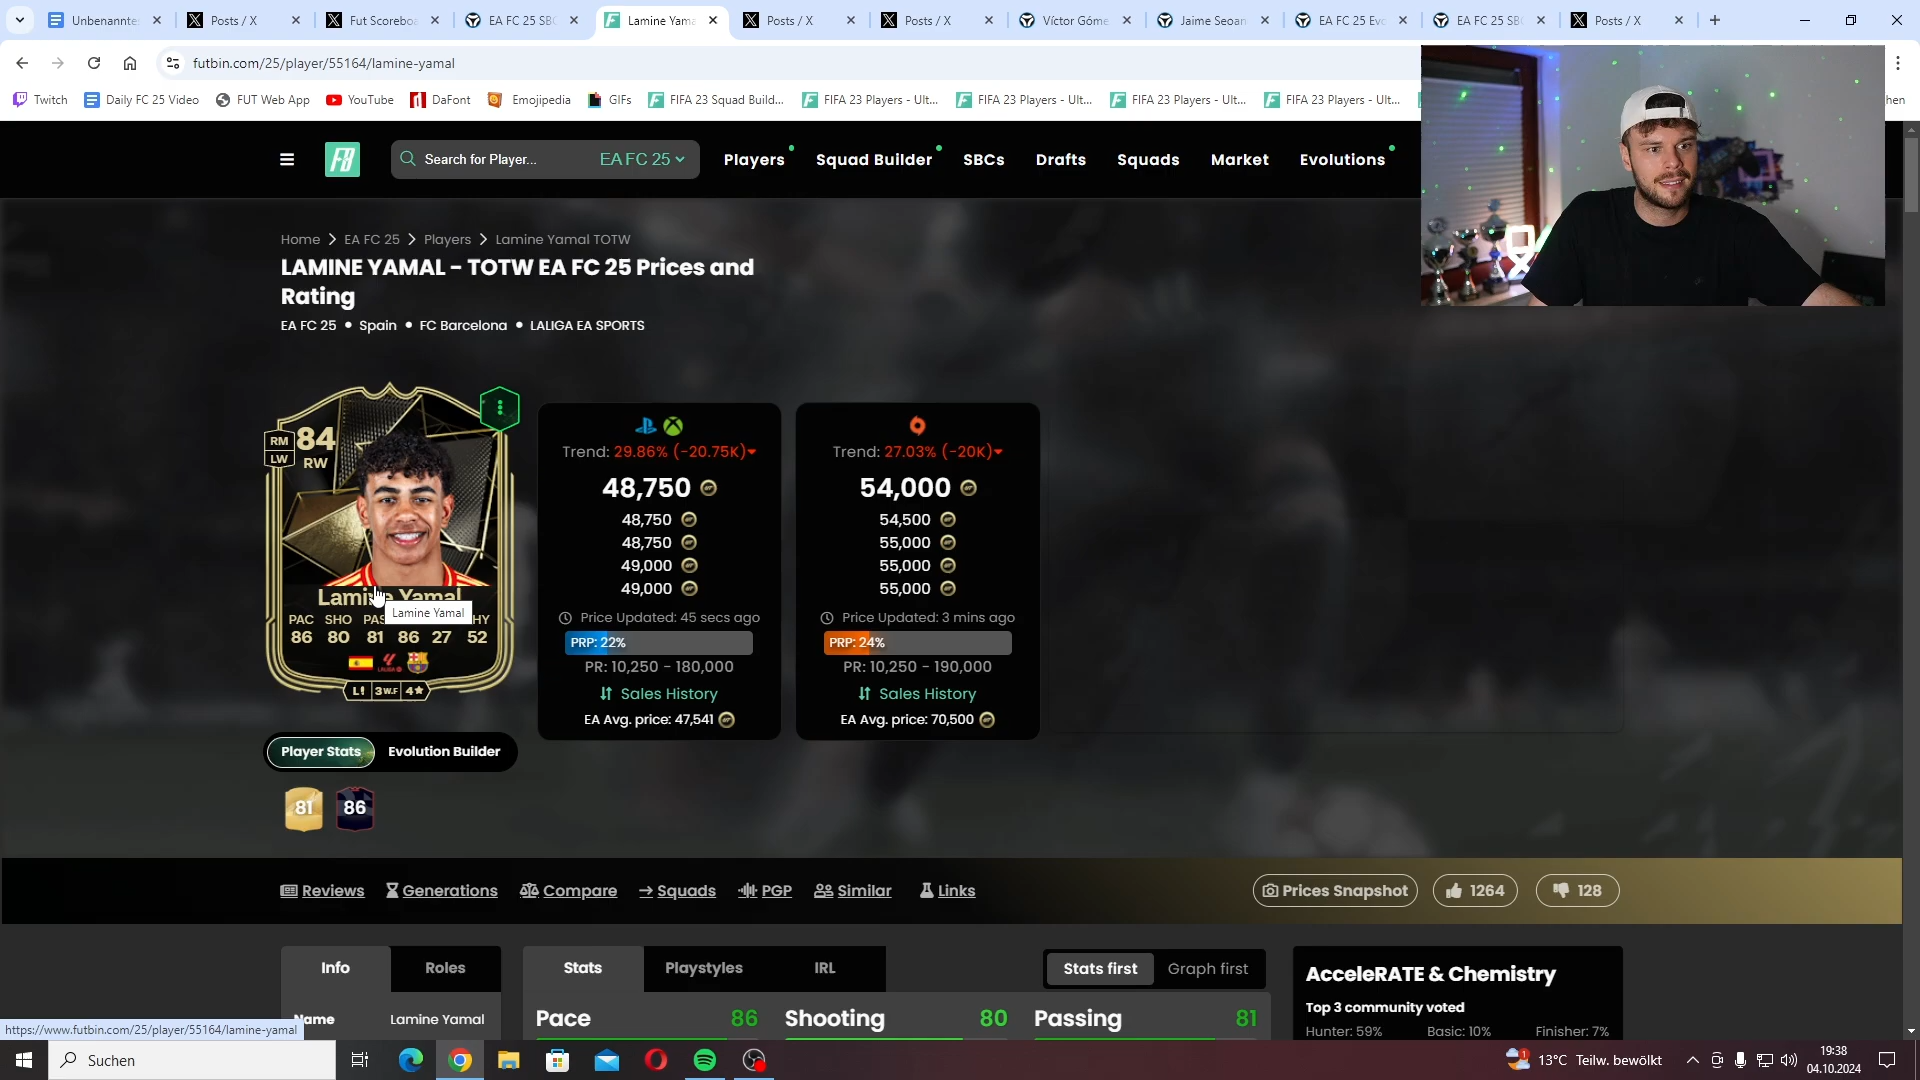 Unbenanntes
Posts / X
Fut Scoreboa
EA FC 25 SBC
Lamine Yama
Posts / X
Posts / X
Víctor Góme
Jaime Seoan
EA FC 25 Evo
EA FC 25 SBC
Posts / X
futbin.com/25/player/55164/lamine-yamal
Twitch
Daily FC 25 Video
FUT Web App
YouTube
DaFont
Emojipedia
GIFs
FIFA 23 Squad Build...
FIFA 23 Players - Ult...
FIFA 23 Players - Ult...
FIFA 23 Players - Ult...
FIFA 23 Players - Ult...
hen
Search for Player... EA FC 25
Players
Squad Builder
SBCs
Drafts
Squads
Market
Evolutions
Home > EA FC 25 > Players > Lamine Yamal TOTW
LAMINE YAMAL - TOTW EA FC 25 Prices and
Rating
EA FC 25 • Spain • FC Barcelona • LALIGA EA SPORTS
RM
LW
84
RW
Lamine Yamal
Lamine Yamal
PAC SHO PAS HY
86 80 81 86 27 52
L! 3 W.F 4★
Trend: 29.86% (-20.75K)
48,750
48,750
48,750
49,000
49,000
Price Updated: 45 secs ago
PRP: 22%
PR: 10,250 - 180,000
Sales History
EA Avg. price: 47,541
Trend: 27.03% (-20K)
54,000
54,500
55,000
55,000
55,000
Price Updated: 3 mins ago
PRP: 24%
PR: 10,250 - 190,000
Sales History
EA Avg. price: 70,500
Player Stats
Evolution Builder
81
86
Reviews
Generations
Compare
Squads
PGP
Similar
Links
Prices Snapshot
1264
128
Info
Roles
Stats
Playstyles
IRL
Stats first
Graph first
AcceleRATE & Chemistry
Top 3 community voted
Hunter: 59% Basic: 10% Finisher: 7%
Name Lamine Yamal
Pace 86
Shooting 80
Passing 81
https://www.futbin.com/25/player/55164/lamine-yamal
Suchen
13°C Teilw. bewölkt
19:38
04.10.2024